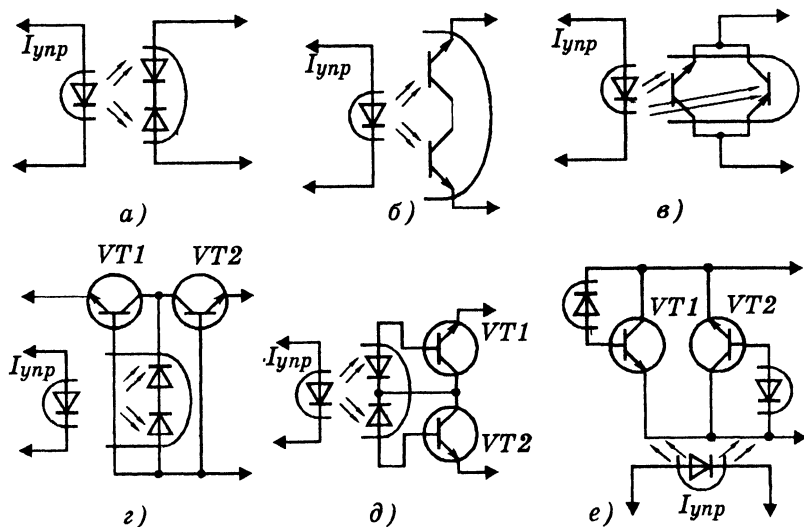 Iупр
Iупр
Iупр
а)
б)
в)
VT1 VT2
Iупр
г)
Iупр
VT1
VT2
д)
VT1 VT2
Iупр
е)